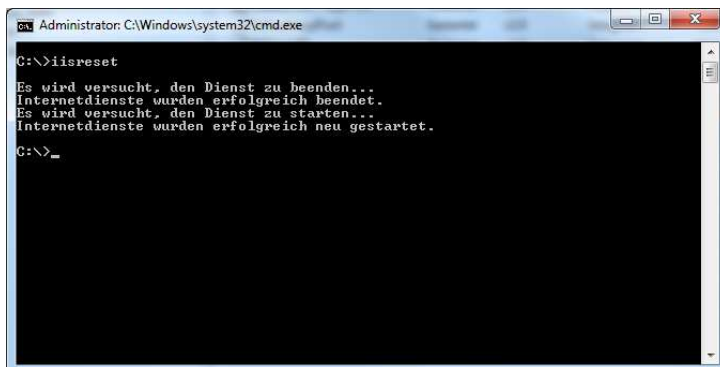 Administrator: C:\Windows\system32\cmd.exe
C:\>iisreset
Es wird versucht, den Dienst zu beenden...
Internetdienste wurden erfolgreich beendet.
Es wird versucht, den Dienst zu starten...
Internetdienste wurden erfolgreich neu gestartet.
C:\>_